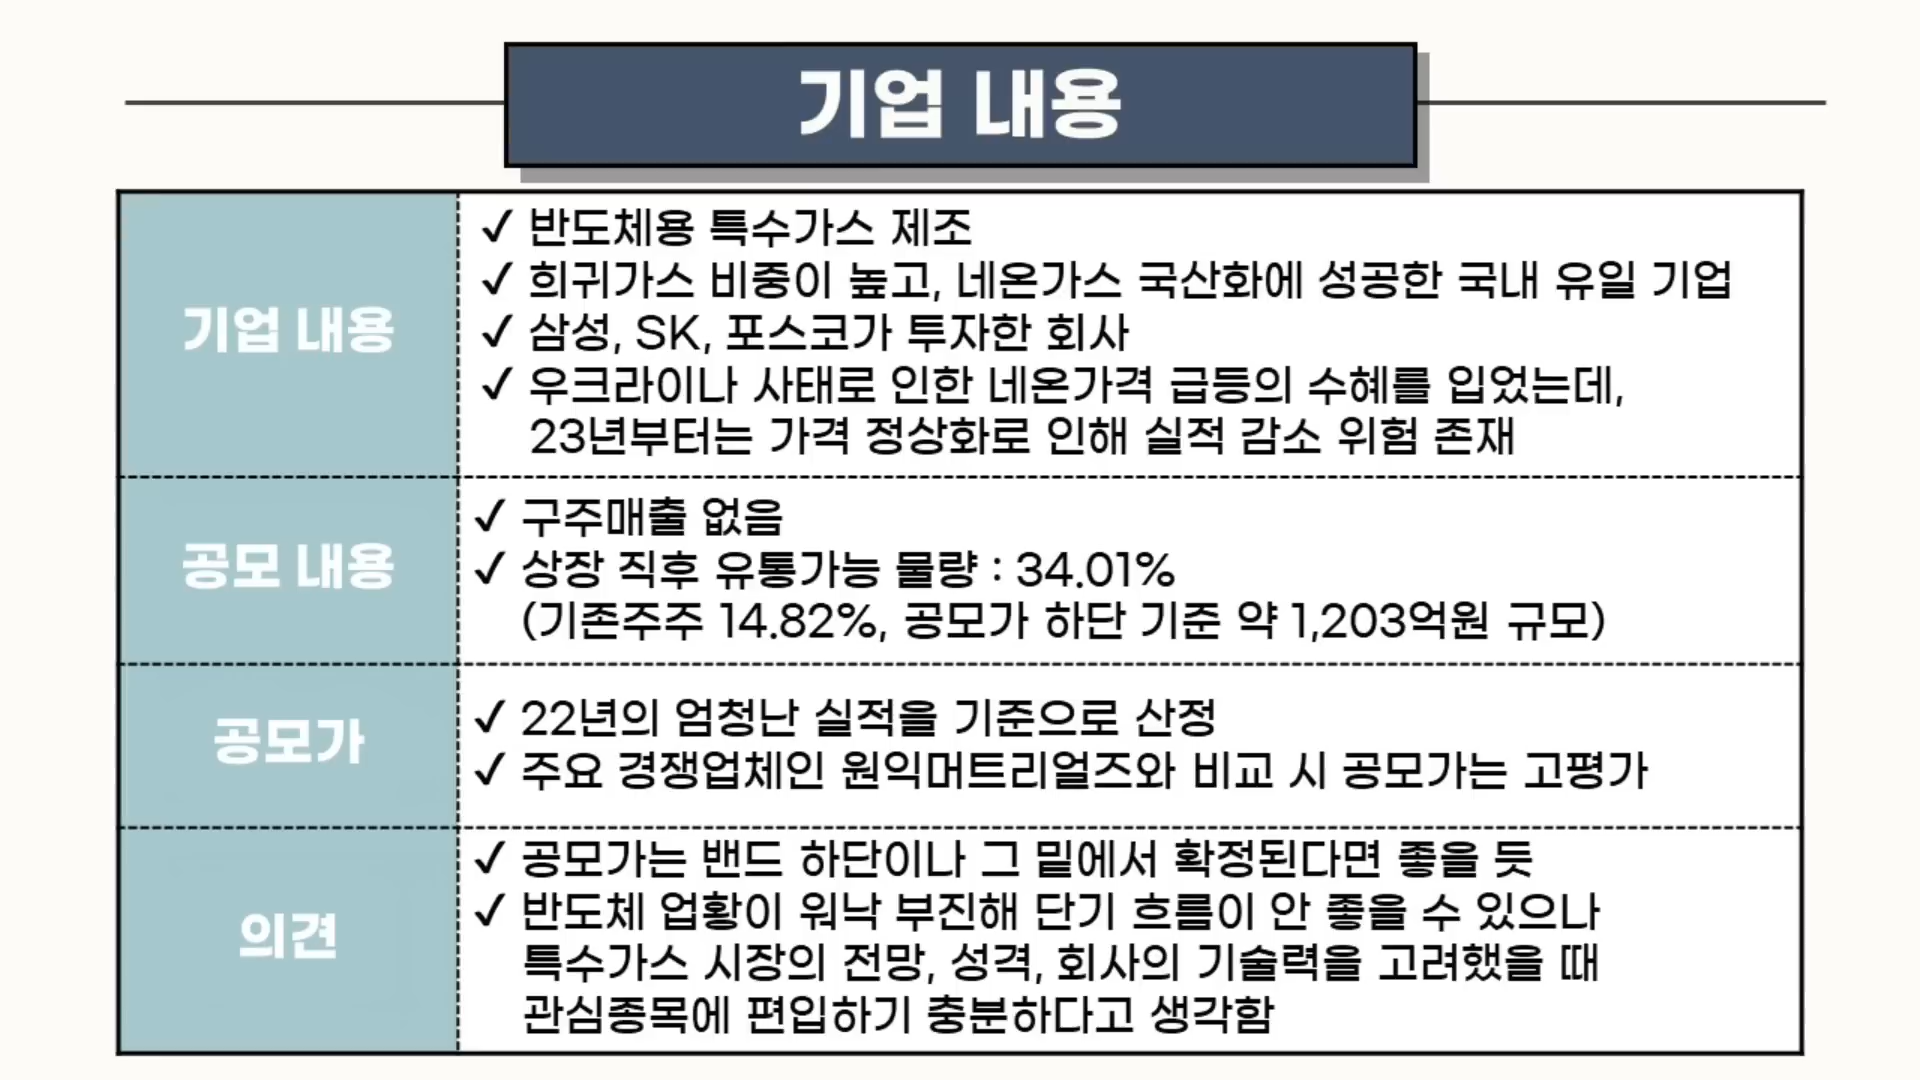 기업 내용
기업 내용
✓ 반도체용 특수가스 제조
✓ 희귀가스 비중이 높고, 네온가스 국산화에 성공한 국내 유일 기업
✓ 삼성, SK, 포스코가 투자한 회사
✓ 우크라이나 사태로 인한 네온가격 급등의 수혜를 입었는데,
23년부터는 가격 정상화로 인해 실적 감소 위험 존재
공모 내용
✓ 구주매출 없음
✓ 상장 직후 유통가능 물량 : 34.01%
(기존주주 14.82%, 공모가 하단 기준 약 1,203억원 규모)
공모가
✓ 22년의 엄청난 실적을 기준으로 산정
✓ 주요 경쟁업체인 원익머트리얼즈와 비교 시 공모가는 고평가
의견
✓ 공모가는 밴드 하단이나 그 밑에서 확정된다면 좋을 듯
✓ 반도체 업황이 워낙 부진해 단기 흐름이 안 좋을 수 있으나
특수가스 시장의 전망, 성격, 회사의 기술력을 고려했을 때
관심종목에 편입하기 충분하다고 생각함